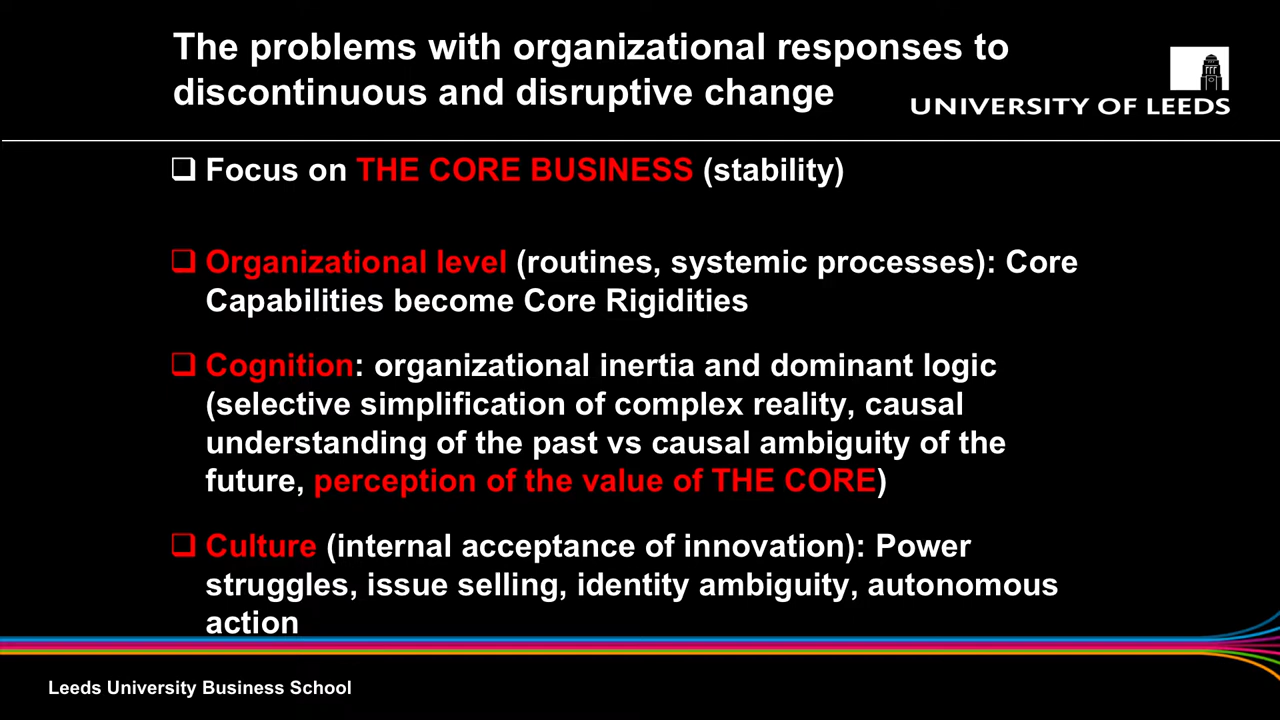 The problems with organizational responses to
discontinuous and disruptive change
UNIVERSITY OF LEEDS
❑ Focus on THE CORE BUSINESS (stability)
❑ Organizational level (routines, systemic processes): Core
Capabilities become Core Rigidities
❑ Cognition: organizational inertia and dominant logic
(selective simplification of complex reality, causal
understanding of the past vs causal ambiguity of the
future, perception of the value of THE CORE)
❑ Culture (internal acceptance of innovation): Power
struggles, issue selling, identity ambiguity, autonomous
action
Leeds University Business School